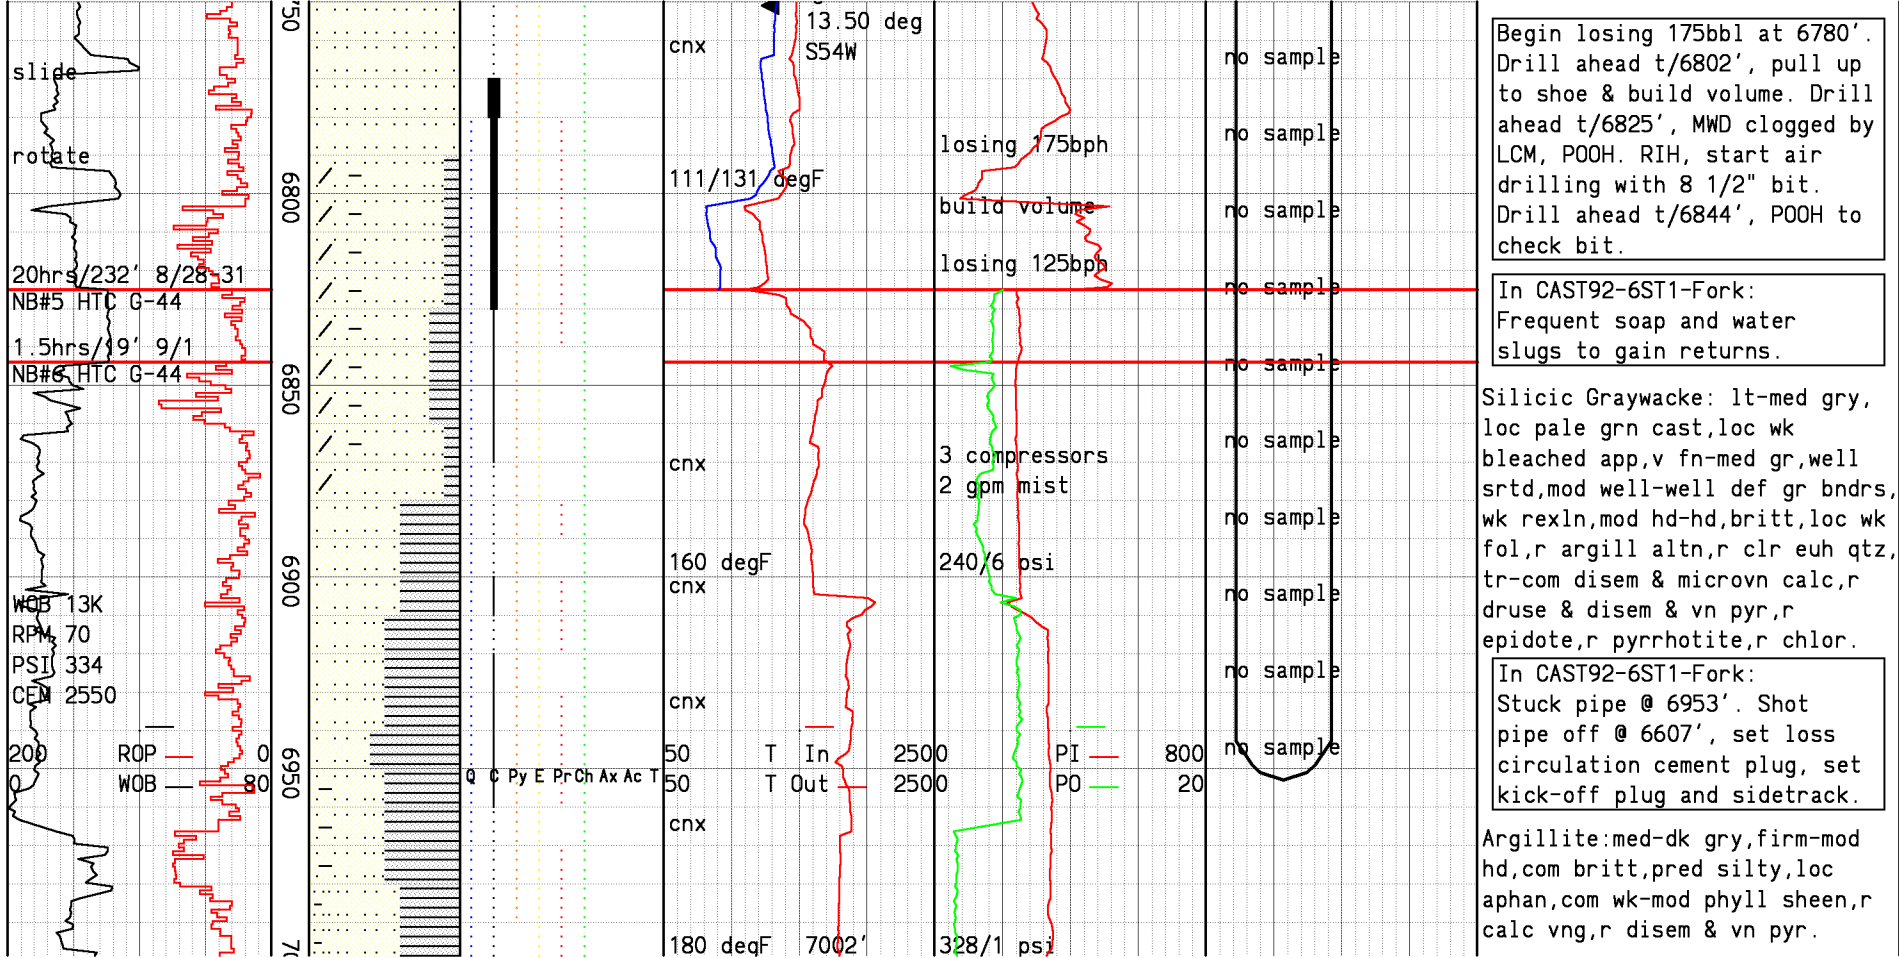 slide
rotate
20hrs/232' 8/28-31
NB#5 HTC G-44
1.5hrs/19' 9/1
NB#6 HTC G-44
WOB 13K
RPM 70
PSI 334
CFM 2550
200 ROP 0
0 WOB 80
6800
6850
6900
6950
Q C Py E Pr Ch Ax Ac T
13.50 deg
cnx S54W
111/131 degF
cnx
160 degF
cnx
cnx
50 T In 250
50 T Out 250
cnx
180 degF 7002'
losing 175bph
build volume
losing 125bph
3 compressors
2 gpm mist
240/6 psi
0 PI 800
0 PO 20
328/1 psi
no sample
no sample
no sample
no sample
no sample
no sample
no sample
no sample
no sample
no sample
Begin losing 175bbl at 6780'.
Drill ahead t/6802', pull up
to shoe & build volume. Drill
ahead t/6825', MWD clogged by
LCM, POOH. RIH, start air
drilling with 8 1/2" bit.
Drill ahead t/6844', POOH to
check bit.
In CAST92-6ST1-Fork:
Frequent soap and water
slugs to gain returns.
Silicic Graywacke: lt-med gry,
loc pale grn cast,loc wk
bleached app,v fn-med gr,well
srtd,mod well-well def gr bndrs,
wk rexln,mod hd-hd,britt,loc wk
fol,r argill altn,r clr euh qtz,
tr-com disem & microvn calc,r
druse & disem & vn pyr,r
epidote,r pyrrhotite,r chlor.
In CAST92-6ST1-Fork:
Stuck pipe @ 6953'. Shot
pipe off @ 6607', set loss
circulation cement plug, set
kick-off plug and sidetrack.
Argillite:med-dk gry,firm-mod
hd,com britt,pred silty,loc
aphan,com wk-mod phyll sheen,r
calc vng,r disem & vn pyr.